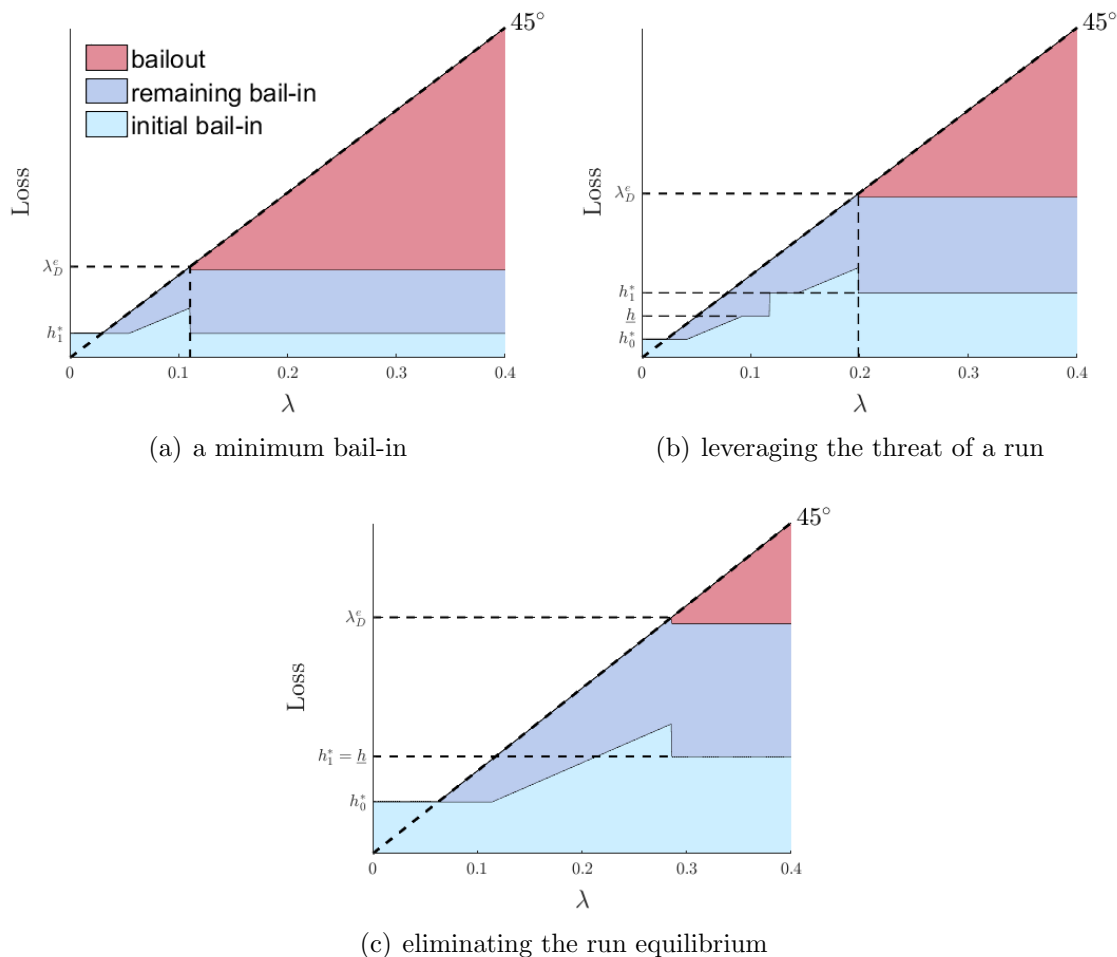 45°
bailout
remaining bail-in
initial bail-in
Loss
λ_D^e
h_1^*
0 0.1 0.2 0.3 0.4
λ
(a) a minimum bail-in
45°
Loss
λ_D^e
h_1^*
h
h_0^*
0 0.1 0.2 0.3 0.4
λ
(b) leveraging the threat of a run
45°
Loss
λ_D^e
h_1^* = h
h_0^*
0 0.1 0.2 0.3 0.4
λ
(c) eliminating the run equilibrium